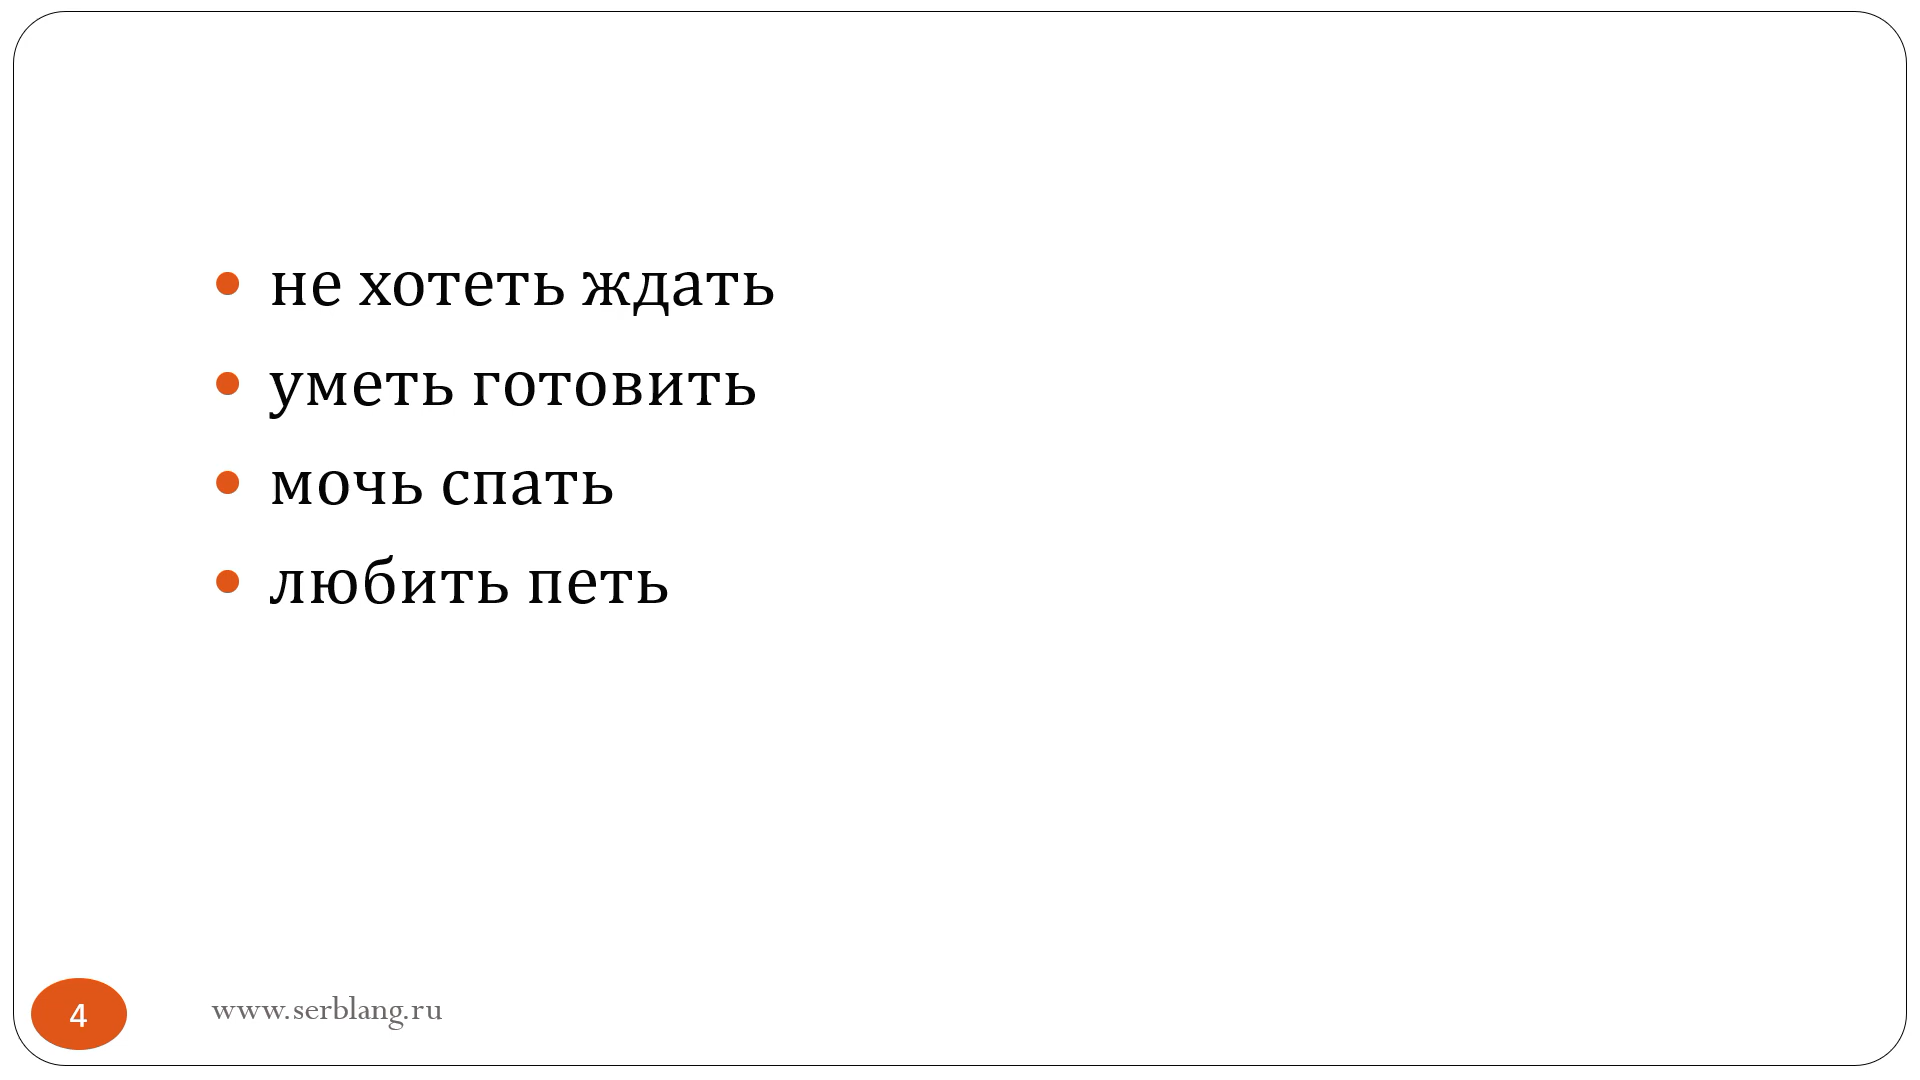 не хотеть ждать
уметь готовить
мочь спать
любить петь
4
www.serblang.ru